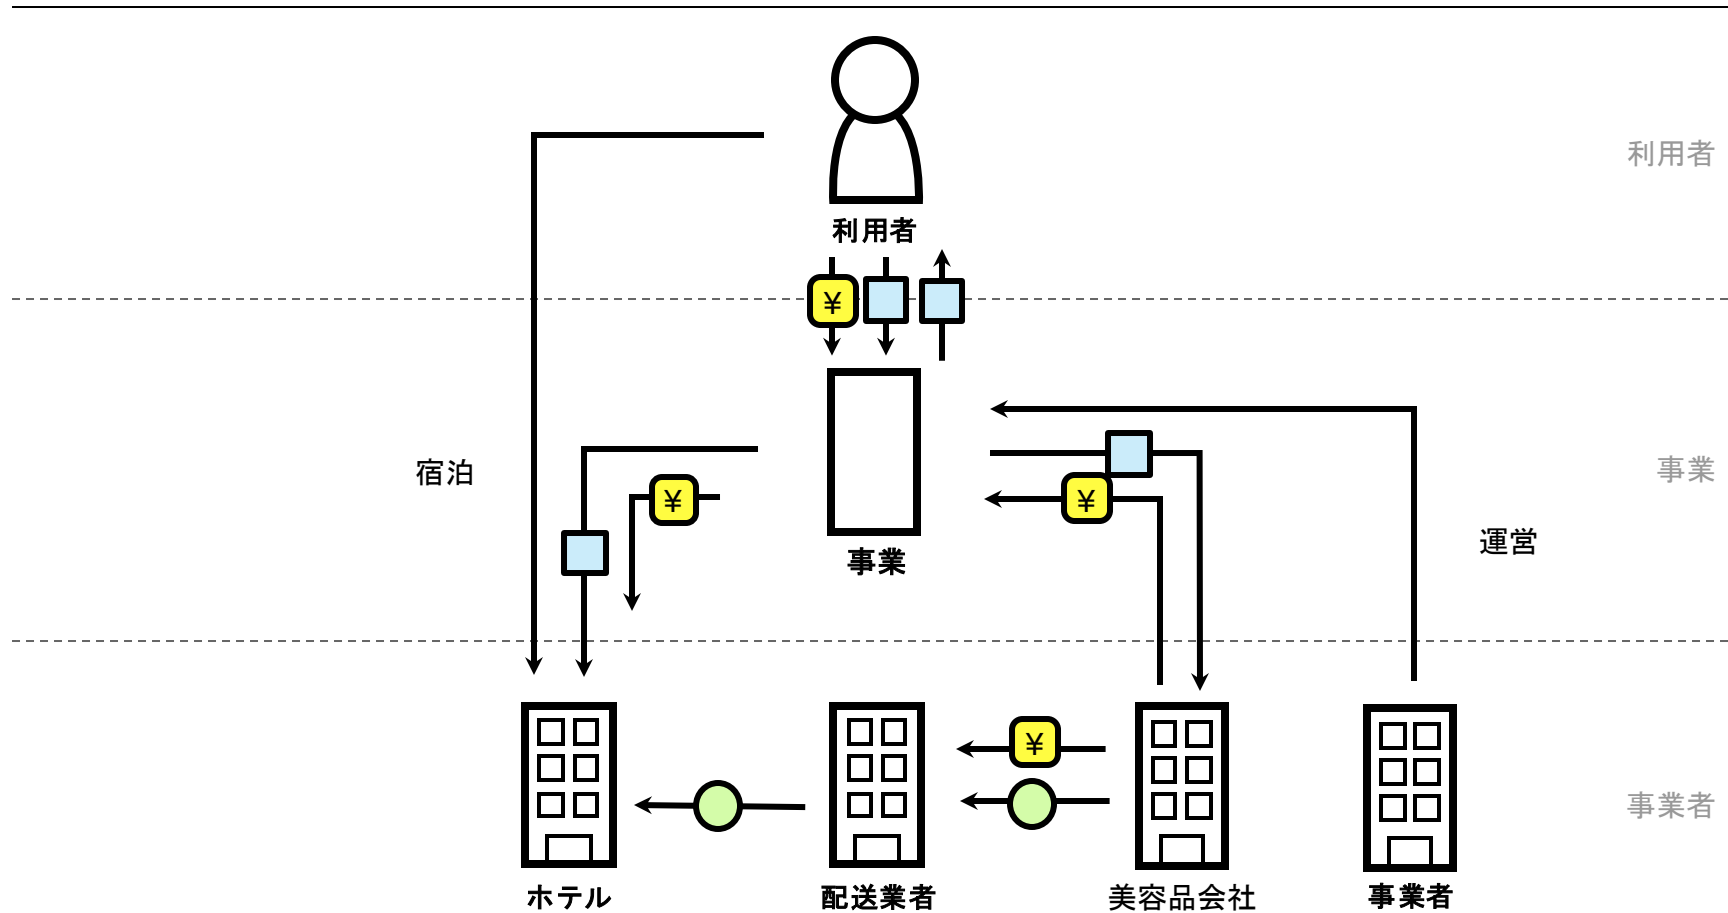 利用者
利用者
¥
宿泊
¥
¥
事業
事業
運営
¥
事業者
ホテル
配送業者
美容品会社
事業者